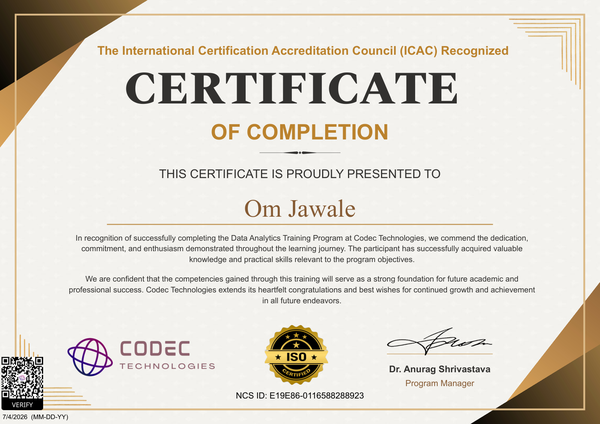 The International Certification Accreditation Council (ICAC) Recognized
CERTIFICATE
OF COMPLETION
THIS CERTIFICATE IS PROUDLY PRESENTED TO
Om Jawale
In recognition of successfully completing the Data Analytics Training Program at Codec Technologies, we commend the dedication,
commitment, and enthusiasm demonstrated throughout the learning journey. The participant has successfully acquired valuable
knowledge and practical skills relevant to the program objectives.
We are confident that the competencies gained through this training will serve as a strong foundation for future academic and
professional success. Codec Technologies extends its heartfelt congratulations and best wishes for continued growth and achievement
in all future endeavors.
CODEC
TECHNOLOGIES
ISO
CERTIFIED
Dr. Anurag Shrivastava
Program Manager
NCS ID: E19E86-0116588288923
VERIFY
7/4/2026 (MM-DD-YY)